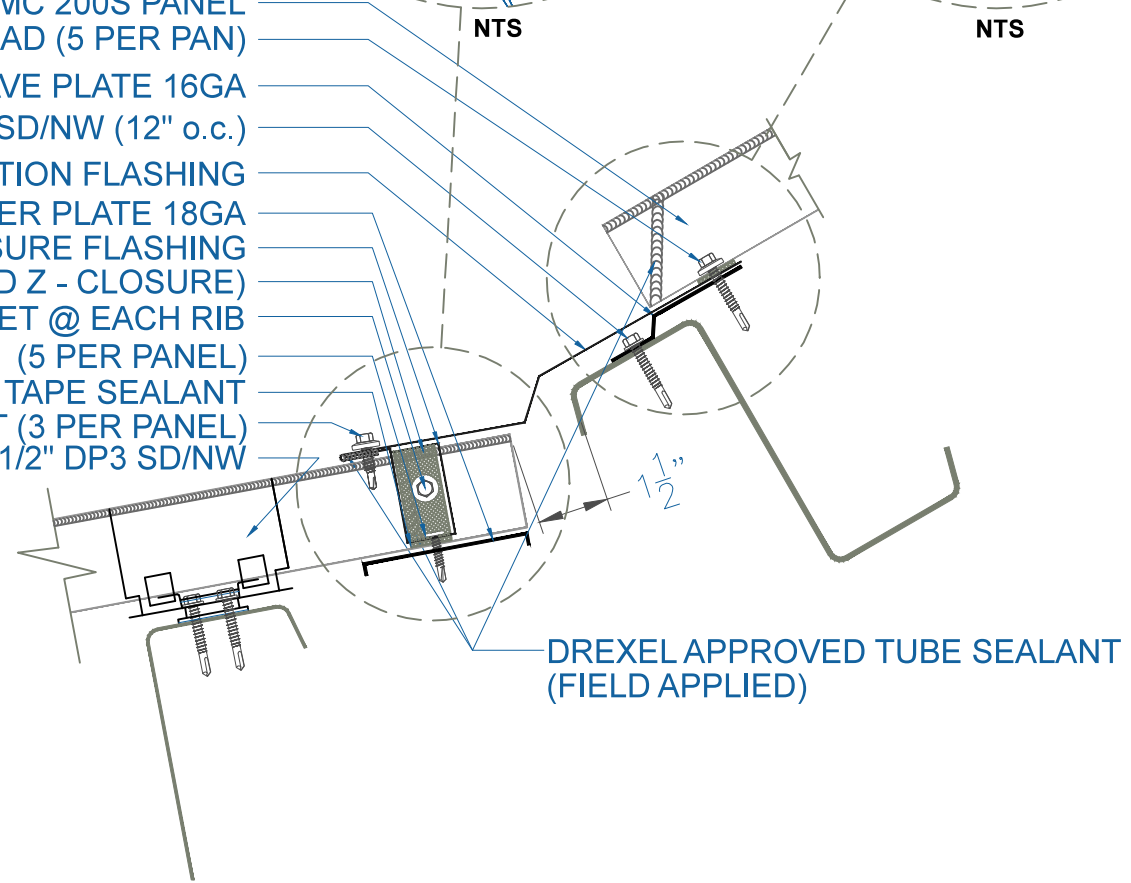 MC 200S PANEL
NTS
NTS
AD (5 PER PAN)
AVE PLATE 16GA
SD/NW (12" o.c.)
TION FLASHING
ER PLATE 18GA
SURE FLASHING
D Z - CLOSURE)
ET @ EACH RIB
(5 PER PANEL)
TAPE SEALANT
T (3 PER PANEL)
1/2" DP3 SD/NW
1 1/2”
DREXEL APPROVED TUBE SEALANT
(FIELD APPLIED)